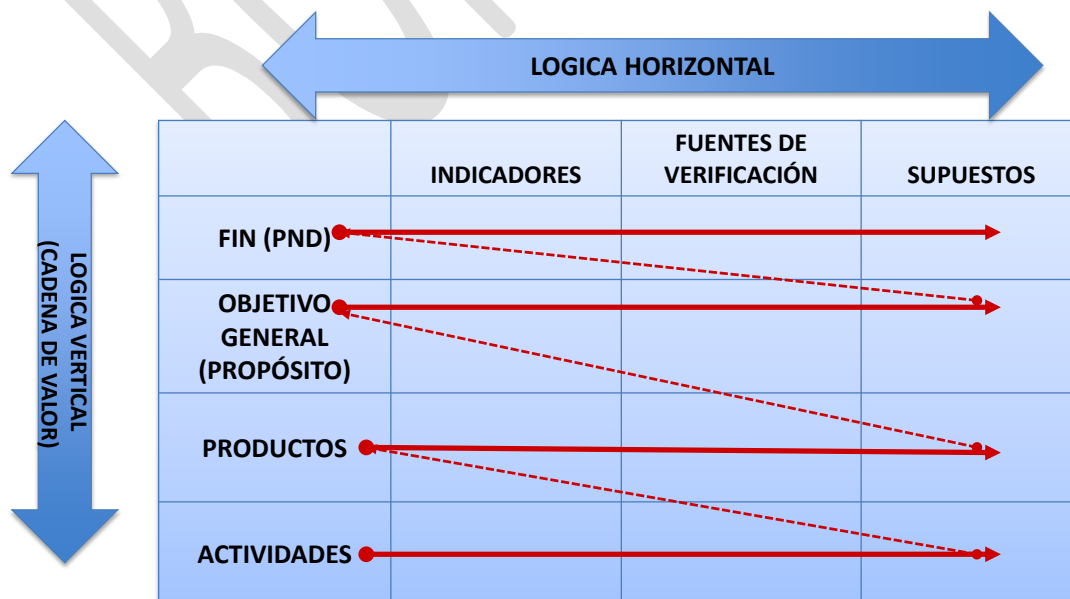 LOGICA HORIZONTAL
LOGICA VERTICAL
(CADENA DE VALOR)
INDICADORES
FUENTES DE
VERIFICACIÓN
SUPUESTOS
FIN (PND)
OBJETIVO
GENERAL
(PROPÓSITO)
PRODUCTOS
ACTIVIDADES